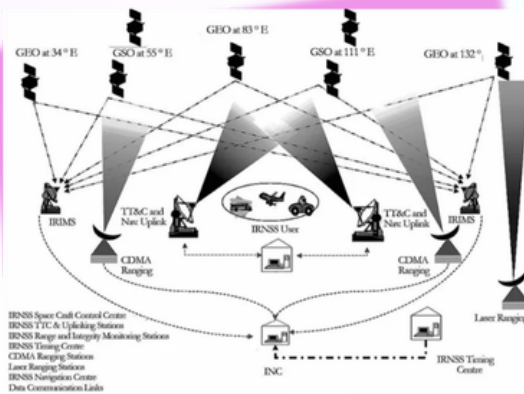 GEO at 34° E
GSO at 55° E
GEO at 83° E
GSO at 111° E
GEO at 132°
IRIMS
TT&C and
Nav Uplink
IRNSS User
TT&C and
Nav Uplink
IRIMS
CDMA
Ranging
CDMA
Ranging
Laser Ranging
IRNSS Space Craft Control Centre
IRNSS TTC & Uplinking Stations
IRNSS Range and Integrity Monitoring Stations
IRNSS Timing Centre
CDMA Ranging Stations
Laser Ranging Stations
IRNSS Navigation Centre
Data Communication Links
INC
IRNSS Timing
Centre